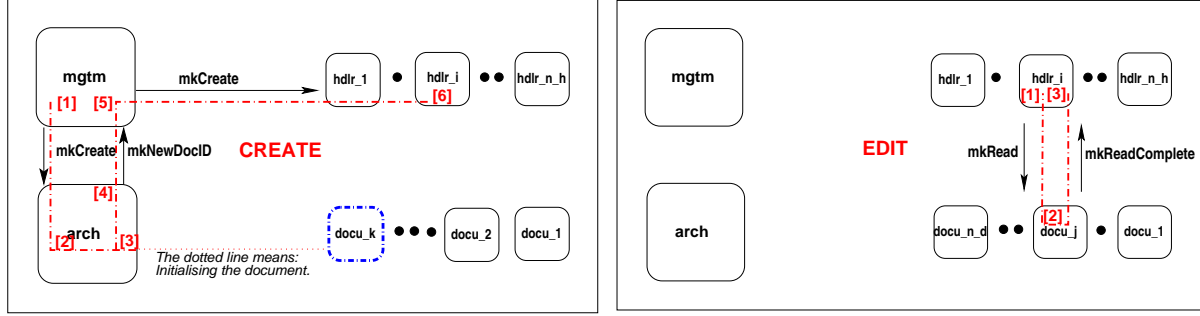 mgtm
[1] [5]
mkCreate
hdlr_1
hdlr_i
[6]
hdlr_n_h
mkCreate
mkNewDocID
CREATE
[4]
arch
[2]
[3]
docu_k
docu_2
docu_1
The dotted line means:
Initialising the document.
mgtm
hdlr_1
hdlr_i
[1] [3]
hdlr_n_h
EDIT
mkRead
mkReadComplete
arch
docu_n_d
[2]
docu_j
docu_1